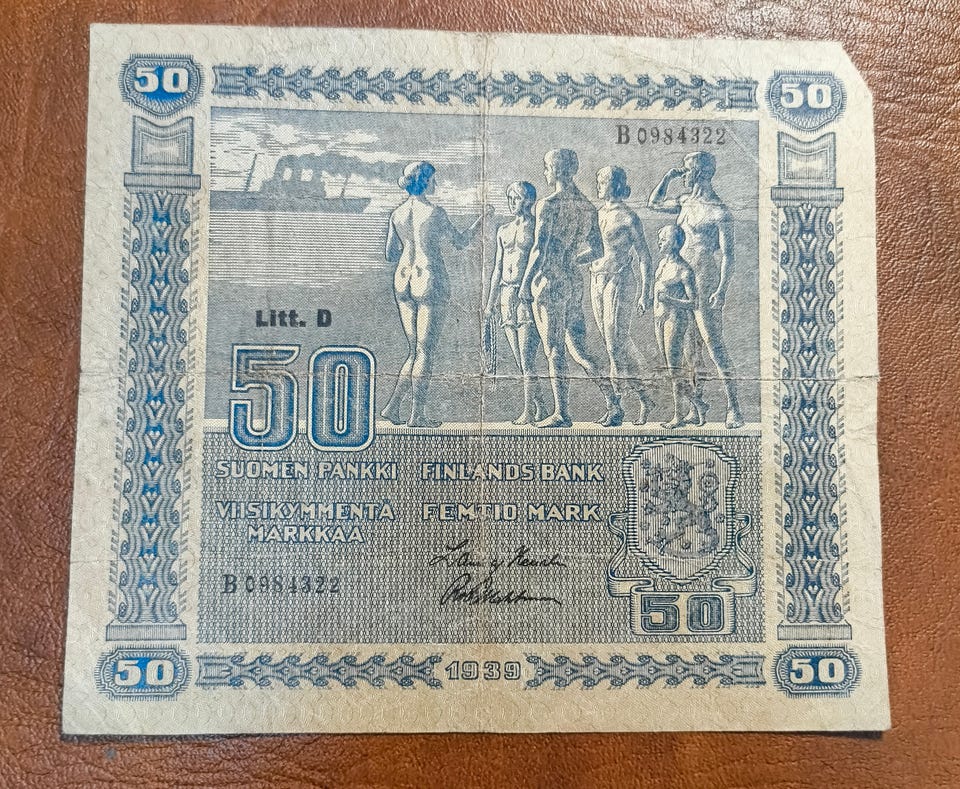 50 50
B 0984322
Litt. D
50
SUOMEN PANKKI FINLANDS BANK
VIISIKYMMENTÄ FEMTIO MARK
MARKKAA
B 0984322
50
50 1939 50